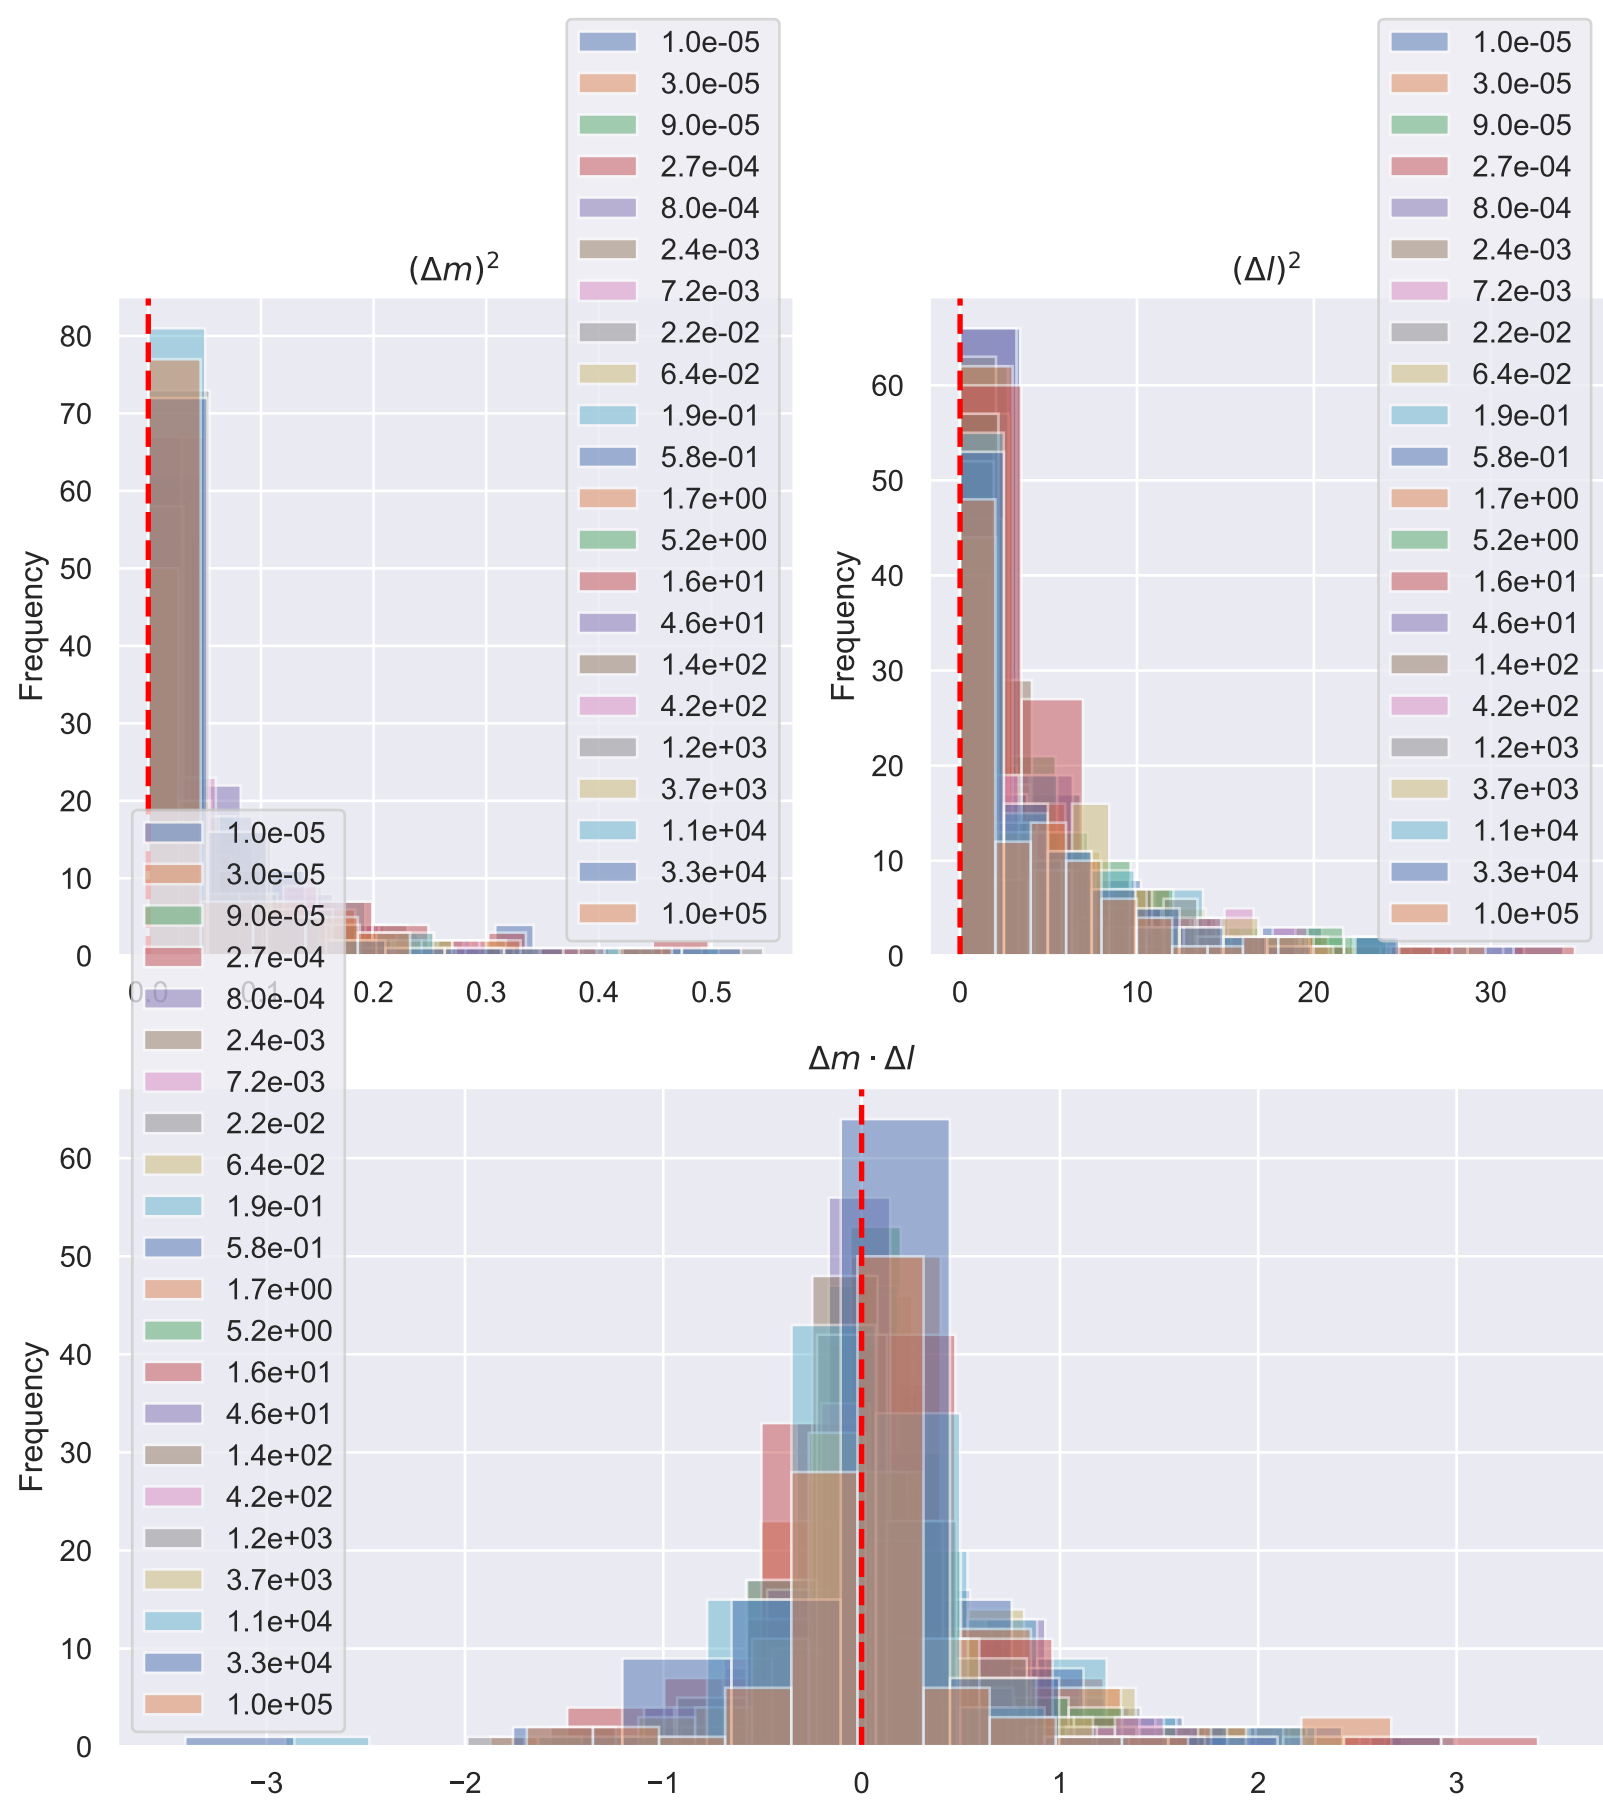 (Δm)²
Frequency
80
70
60
50
40
30
20
10
0
0.0 0.1 0.2 0.3 0.4 0.5
1.0e-05
3.0e-05
9.0e-05
2.7e-04
8.0e-04
2.4e-03
7.2e-03
2.2e-02
6.4e-02
1.9e-01
5.8e-01
1.7e+00
5.2e+00
1.6e+01
4.6e+01
1.4e+02
4.2e+02
1.2e+03
3.7e+03
1.1e+04
3.3e+04
1.0e+05
(Δl)²
Frequency
60
50
40
30
20
10
0
0 10 20 30
1.0e-05
3.0e-05
9.0e-05
2.7e-04
8.0e-04
2.4e-03
7.2e-03
2.2e-02
6.4e-02
1.9e-01
5.8e-01
1.7e+00
5.2e+00
1.6e+01
4.6e+01
1.4e+02
4.2e+02
1.2e+03
3.7e+03
1.1e+04
3.3e+04
1.0e+05
Δm · Δl
Frequency
60
50
40
30
20
10
0
−3 −2 −1 0 1 2 3
1.0e-05
3.0e-05
9.0e-05
2.7e-04
8.0e-04
2.4e-03
7.2e-03
2.2e-02
6.4e-02
1.9e-01
5.8e-01
1.7e+00
5.2e+00
1.6e+01
4.6e+01
1.4e+02
4.2e+02
1.2e+03
3.7e+03
1.1e+04
3.3e+04
1.0e+05